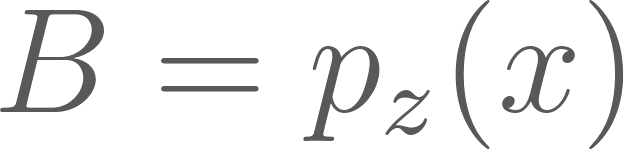 B = p_z(x)